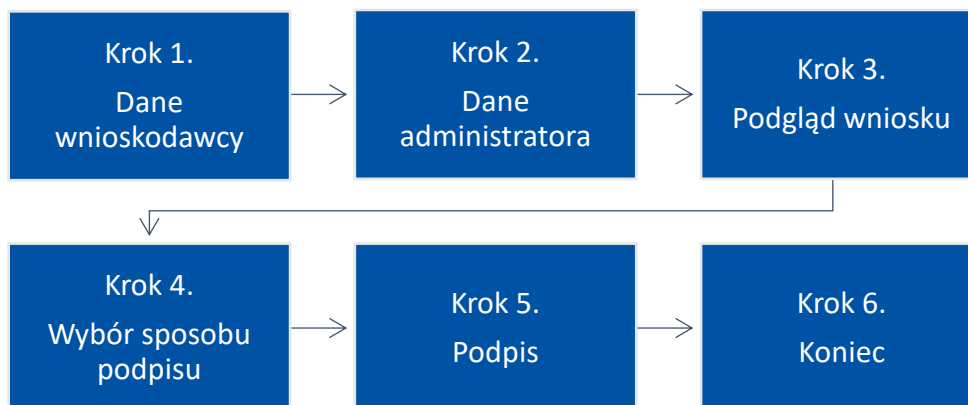 Krok 1.
Dane
wnioskodawcy
Krok 2.
Dane
administratora
Krok 3.
Podgląd wniosku
Krok 4.
Wybór sposobu
podpisu
Krok 5.
Podpis
Krok 6.
Koniec